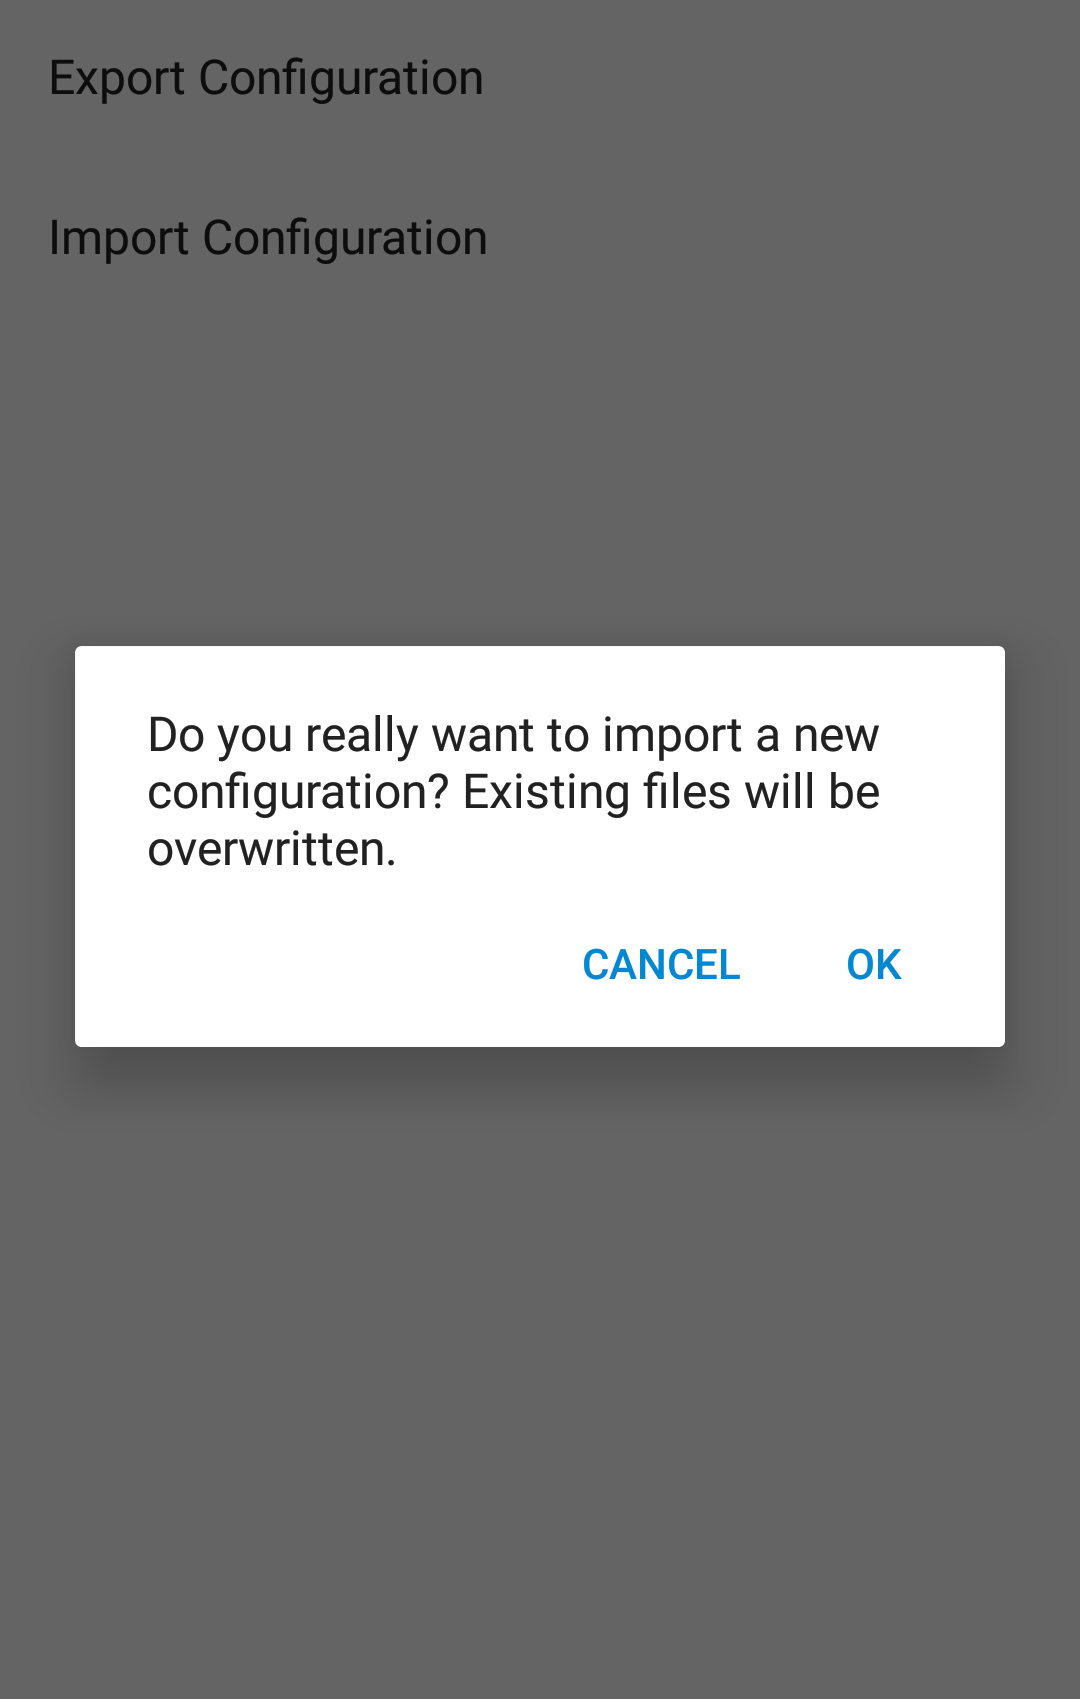 Export Configuration
Import Configuration
Do you really want to import a new
configuration? Existing files will be
overwritten.
CANCEL OK